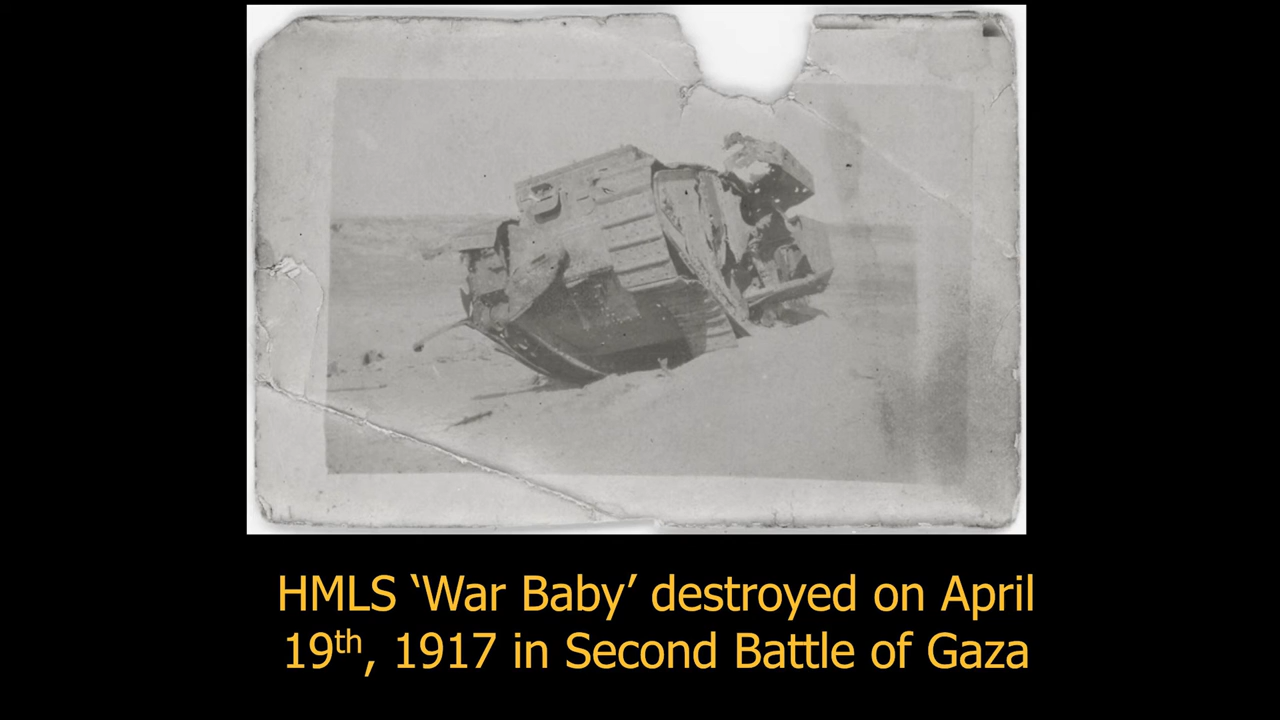 HMLS ‘War Baby’ destroyed on April
19th, 1917 in Second Battle of Gaza